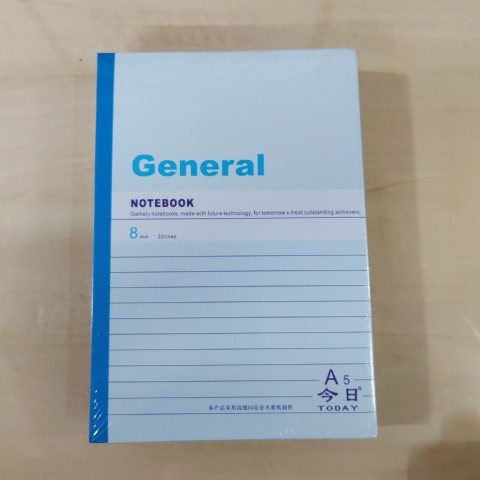 General
NOTEBOOK
Gamely notebooks, made with future technology, for tomorrow s most outstanding achievers.
8mm 22lines
A5
今日®
TODAY